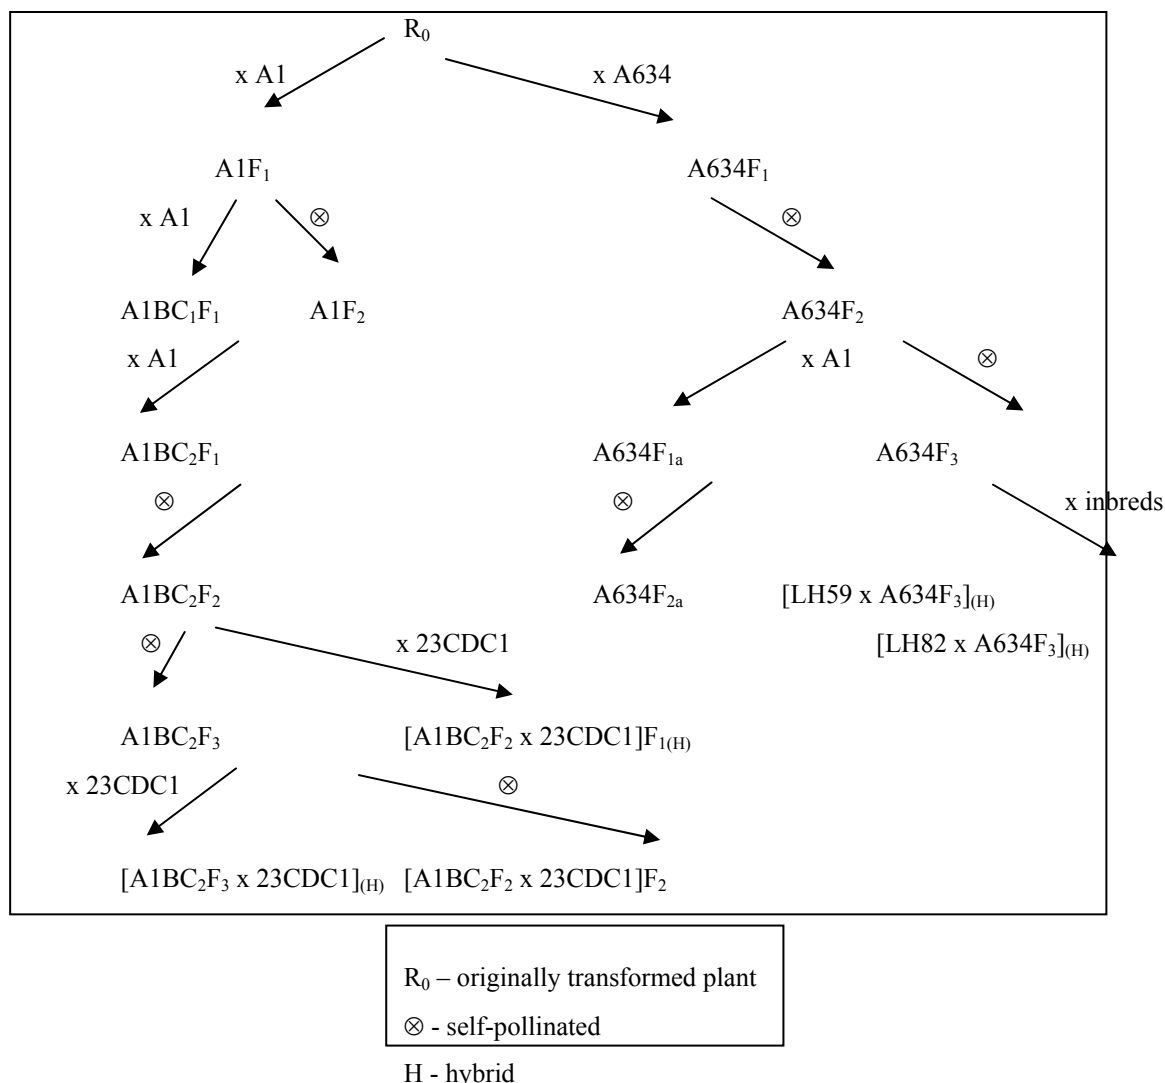 R₀
x A1 x A634
A1F₁ A634F₁
x A1 ⊗ ⊗
A1BC₁F₁ A1F₂ A634F₂
x A1 x A1 ⊗
A1BC₂F₁ A634F₁ₐ A634F₃
⊗ ⊗ x inbreds
A1BC₂F₂ A634F₂ₐ [LH59 x A634F₃]₍H₎
⊗ x 23CDC1 [LH82 x A634F₃]₍H₎
A1BC₂F₃ [A1BC₂F₂ x 23CDC1]F₁₍H₎
x 23CDC1 ⊗
[A1BC₂F₃ x 23CDC1]₍H₎ [A1BC₂F₂ x 23CDC1]F₂
R₀ – originally transformed plant
⊗ - self-pollinated
H - hybrid